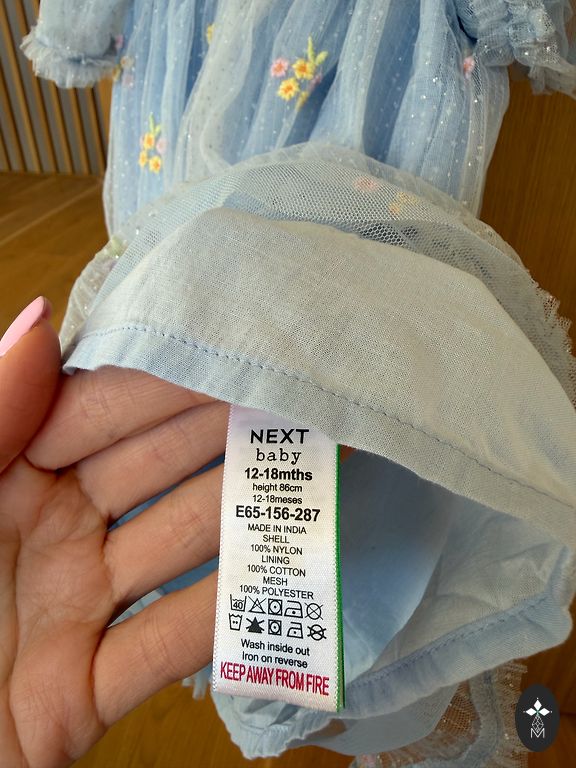 NEXT
baby
12-18mths
height 86cm
12-18meses
E65-156-287
MADE IN INDIA
SHELL
100% NYLON
LINING
100% COTTON
MESH
100% POLYESTER
40
Wash inside out
Iron on reverse
KEEP AWAY FROM FIRE
M